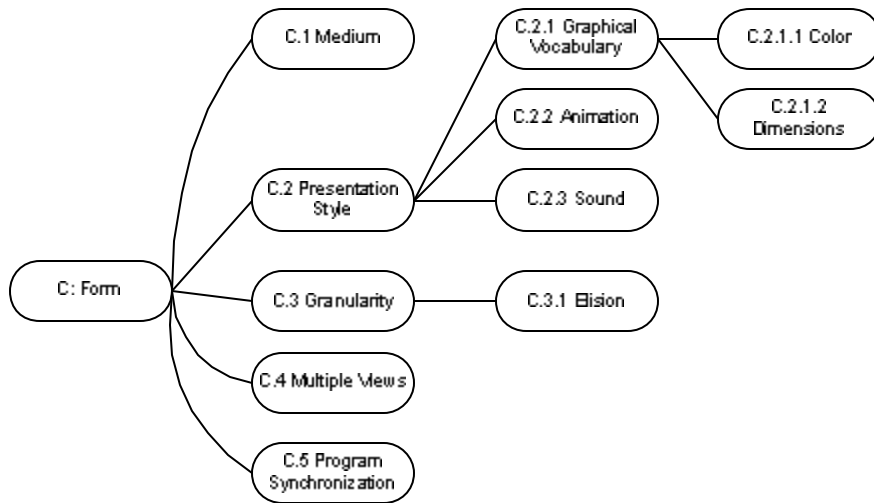 C.1 Medium
C.2.1 Graphical
Vocabulary
C.2.1.1 Color
C.2.2 Animation
C.2.1.2
Dimensions
C.2 Presentation
Style
C.2.3 Sound
C: Form
C.3 Granularity
C.3.1 Elision
C.4 Multiple Views
C.5 Program
Synchronization